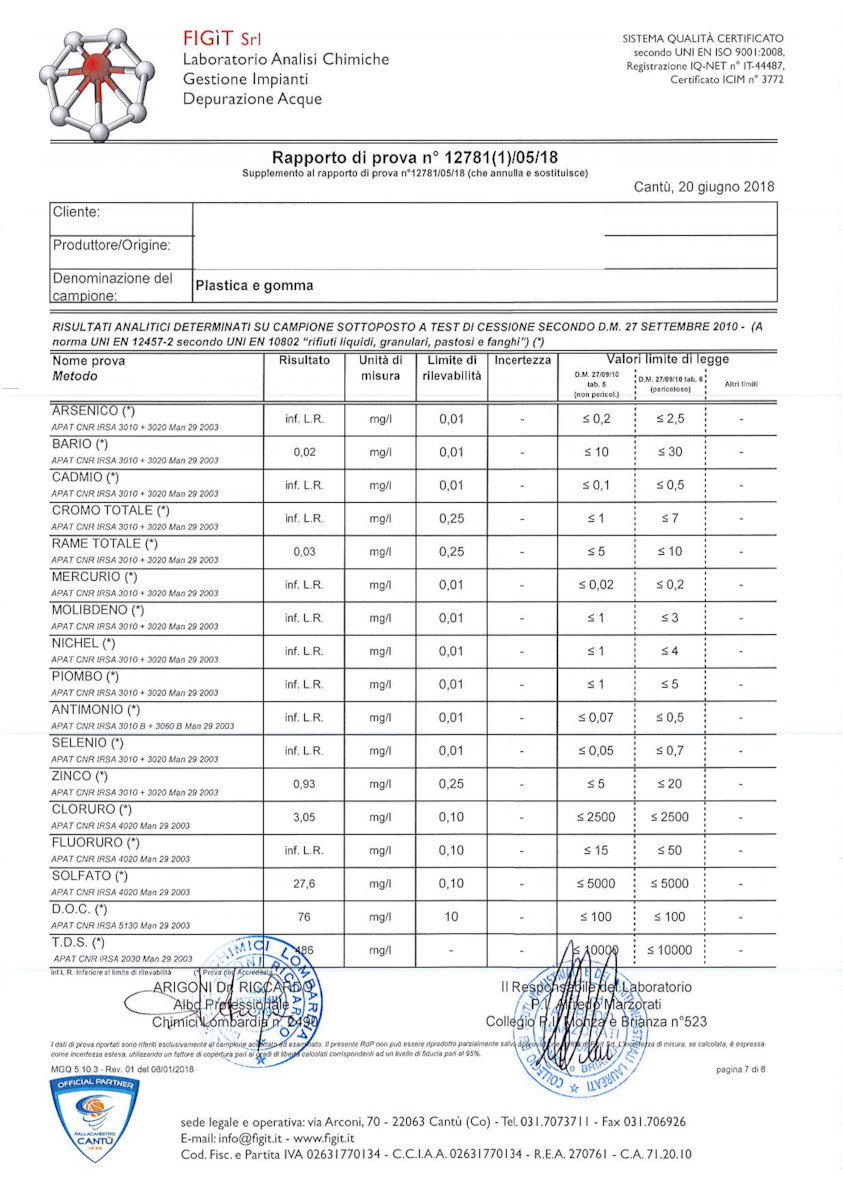 FIGiT Srl
Laboratorio Analisi Chimiche
Gestione Impianti
Depurazione Acque
SISTEMA QUALITÀ CERTIFICATO
secondo UNI EN ISO 9001:2008,
Registrazione IQ-NET n° IT-44487,
Certificato ICIM n° 3772
Rapporto di prova n° 12781(1)/05/18
Supplemento al rapporto di prova n°12781/05/18 (che annulla e sostituisce)
Cantù, 20 giugno 2018
Cliente:
Produttore/Origine:
Denominazione del campione: Plastica e gomma
RISULTATI ANALITICI DETERMINATI SU CAMPIONE SOTTOPOSTO A TEST DI CESSIONE SECONDO D.M. 27 SETTEMBRE 2010 - (A
norma UNI EN 12457-2 secondo UNI EN 10802 “rifiuti liquidi, granulari, pastosi e fanghi”) (*)
Nome prova Metodo Risultato Unità di misura Limite di rilevabilità Incertezza Valori limite di legge
D.M. 27/09/10 tab. 5 (non pericol.) D.M. 27/09/10 tab. 6 (pericoloso) Altri limiti
ARSENICO (*) inf. L.R. mg/l 0,01 - ≤ 0,2 ≤ 2,5 -
APAT CNR IRSA 3010 + 3020 Man 29 2003
BARIO (*) 0,02 mg/l 0,01 - ≤ 10 ≤ 30 -
APAT CNR IRSA 3010 + 3020 Man 29 2003
CADMIO (*) inf. L.R. mg/l 0,01 - ≤ 0,1 ≤ 0,5 -
APAT CNR IRSA 3010 + 3020 Man 29 2003
CROMO TOTALE (*) inf. L.R. mg/l 0,25 - ≤ 1 ≤ 7 -
APAT CNR IRSA 3010 + 3020 Man 29 2003
RAME TOTALE (*) 0,03 mg/l 0,25 - ≤ 5 ≤ 10 -
APAT CNR IRSA 3010 + 3020 Man 29 2003
MERCURIO (*) inf. L.R. mg/l 0,01 - ≤ 0,02 ≤ 0,2 -
APAT CNR IRSA 3010 + 3020 Man 29 2003
MOLIBDENO (*) inf. L.R. mg/l 0,01 - ≤ 1 ≤ 3 -
APAT CNR IRSA 3010 + 3020 Man 29 2003
NICHEL (*) inf. L.R. mg/l 0,01 - ≤ 1 ≤ 4 -
APAT CNR IRSA 3010 + 3020 Man 29 2003
PIOMBO (*) inf. L.R. mg/l 0,01 - ≤ 1 ≤ 5 -
APAT CNR IRSA 3010 + 3020 Man 29 2003
ANTIMONIO (*) inf. L.R. mg/l 0,01 - ≤ 0,07 ≤ 0,5 -
APAT CNR IRSA 3010 B + 3060 B Man 29 2003
SELENIO (*) inf. L.R. mg/l 0,01 - ≤ 0,05 ≤ 0,7 -
APAT CNR IRSA 3010 + 3020 Man 29 2003
ZINCO (*) 0,93 mg/l 0,25 - ≤ 5 ≤ 20 -
APAT CNR IRSA 3010 + 3020 Man 29 2003
CLORURO (*) 3,05 mg/l 0,10 - ≤ 2500 ≤ 2500 -
APAT CNR IRSA 4020 Man 29 2003
FLUORURO (*) inf. L.R. mg/l 0,10 - ≤ 15 ≤ 50 -
APAT CNR IRSA 4020 Man 29 2003
SOLFATO (*) 27,6 mg/l 0,10 - ≤ 5000 ≤ 5000 -
APAT CNR IRSA 4020 Man 29 2003
D.O.C. (*) 76 mg/l 10 - ≤ 100 ≤ 100 -
APAT CNR IRSA 5130 Man 29 2003
T.D.S. (*) 486 mg/l - - ≤ 10000 ≤ 10000 -
APAT CNR IRSA 2030 Man 29 2003
Inf.L.R. Inferiore al limite di rilevabilità (* Prova non Accreditata
ARIGONI Dr. RICCARDO
Albo Professionale
Chimici Lombardia n. 2490
Il Responsabile del Laboratorio
P.I. Alfredo Marzorati
Collegio P.I. Monza e Brianza n°523
I dati di prova riportati sono riferiti esclusivamente al campione ed esaminato. Il presente RdP non può essere riprodotto parzialmente salvo di Figit Srl. L'incertezza di misura, se calcolata, è espressa
come incertezza estesa, utilizzando un fattore di copertura pari ai gradi di libertà calcolati corrispondenti ad un livello di fiducia pari al 95%.
MGQ 5.10.3 - Rev. 01 del 08/01/2018
pagina 7 di 8
OFFICIAL PARTNER
PALLACANESTRO
CANTÙ
1936
sede legale e operativa: via Arconi, 70 - 22063 Cantù (Co) - Tel. 031.7073711 - Fax 031.706926
E-mail: info@figit.it - www.figit.it
Cod. Fisc. e Partita IVA 02631770134 - C.C.I.A.A. 02631770134 - R.E.A. 270761 - C.A. 71.20.10